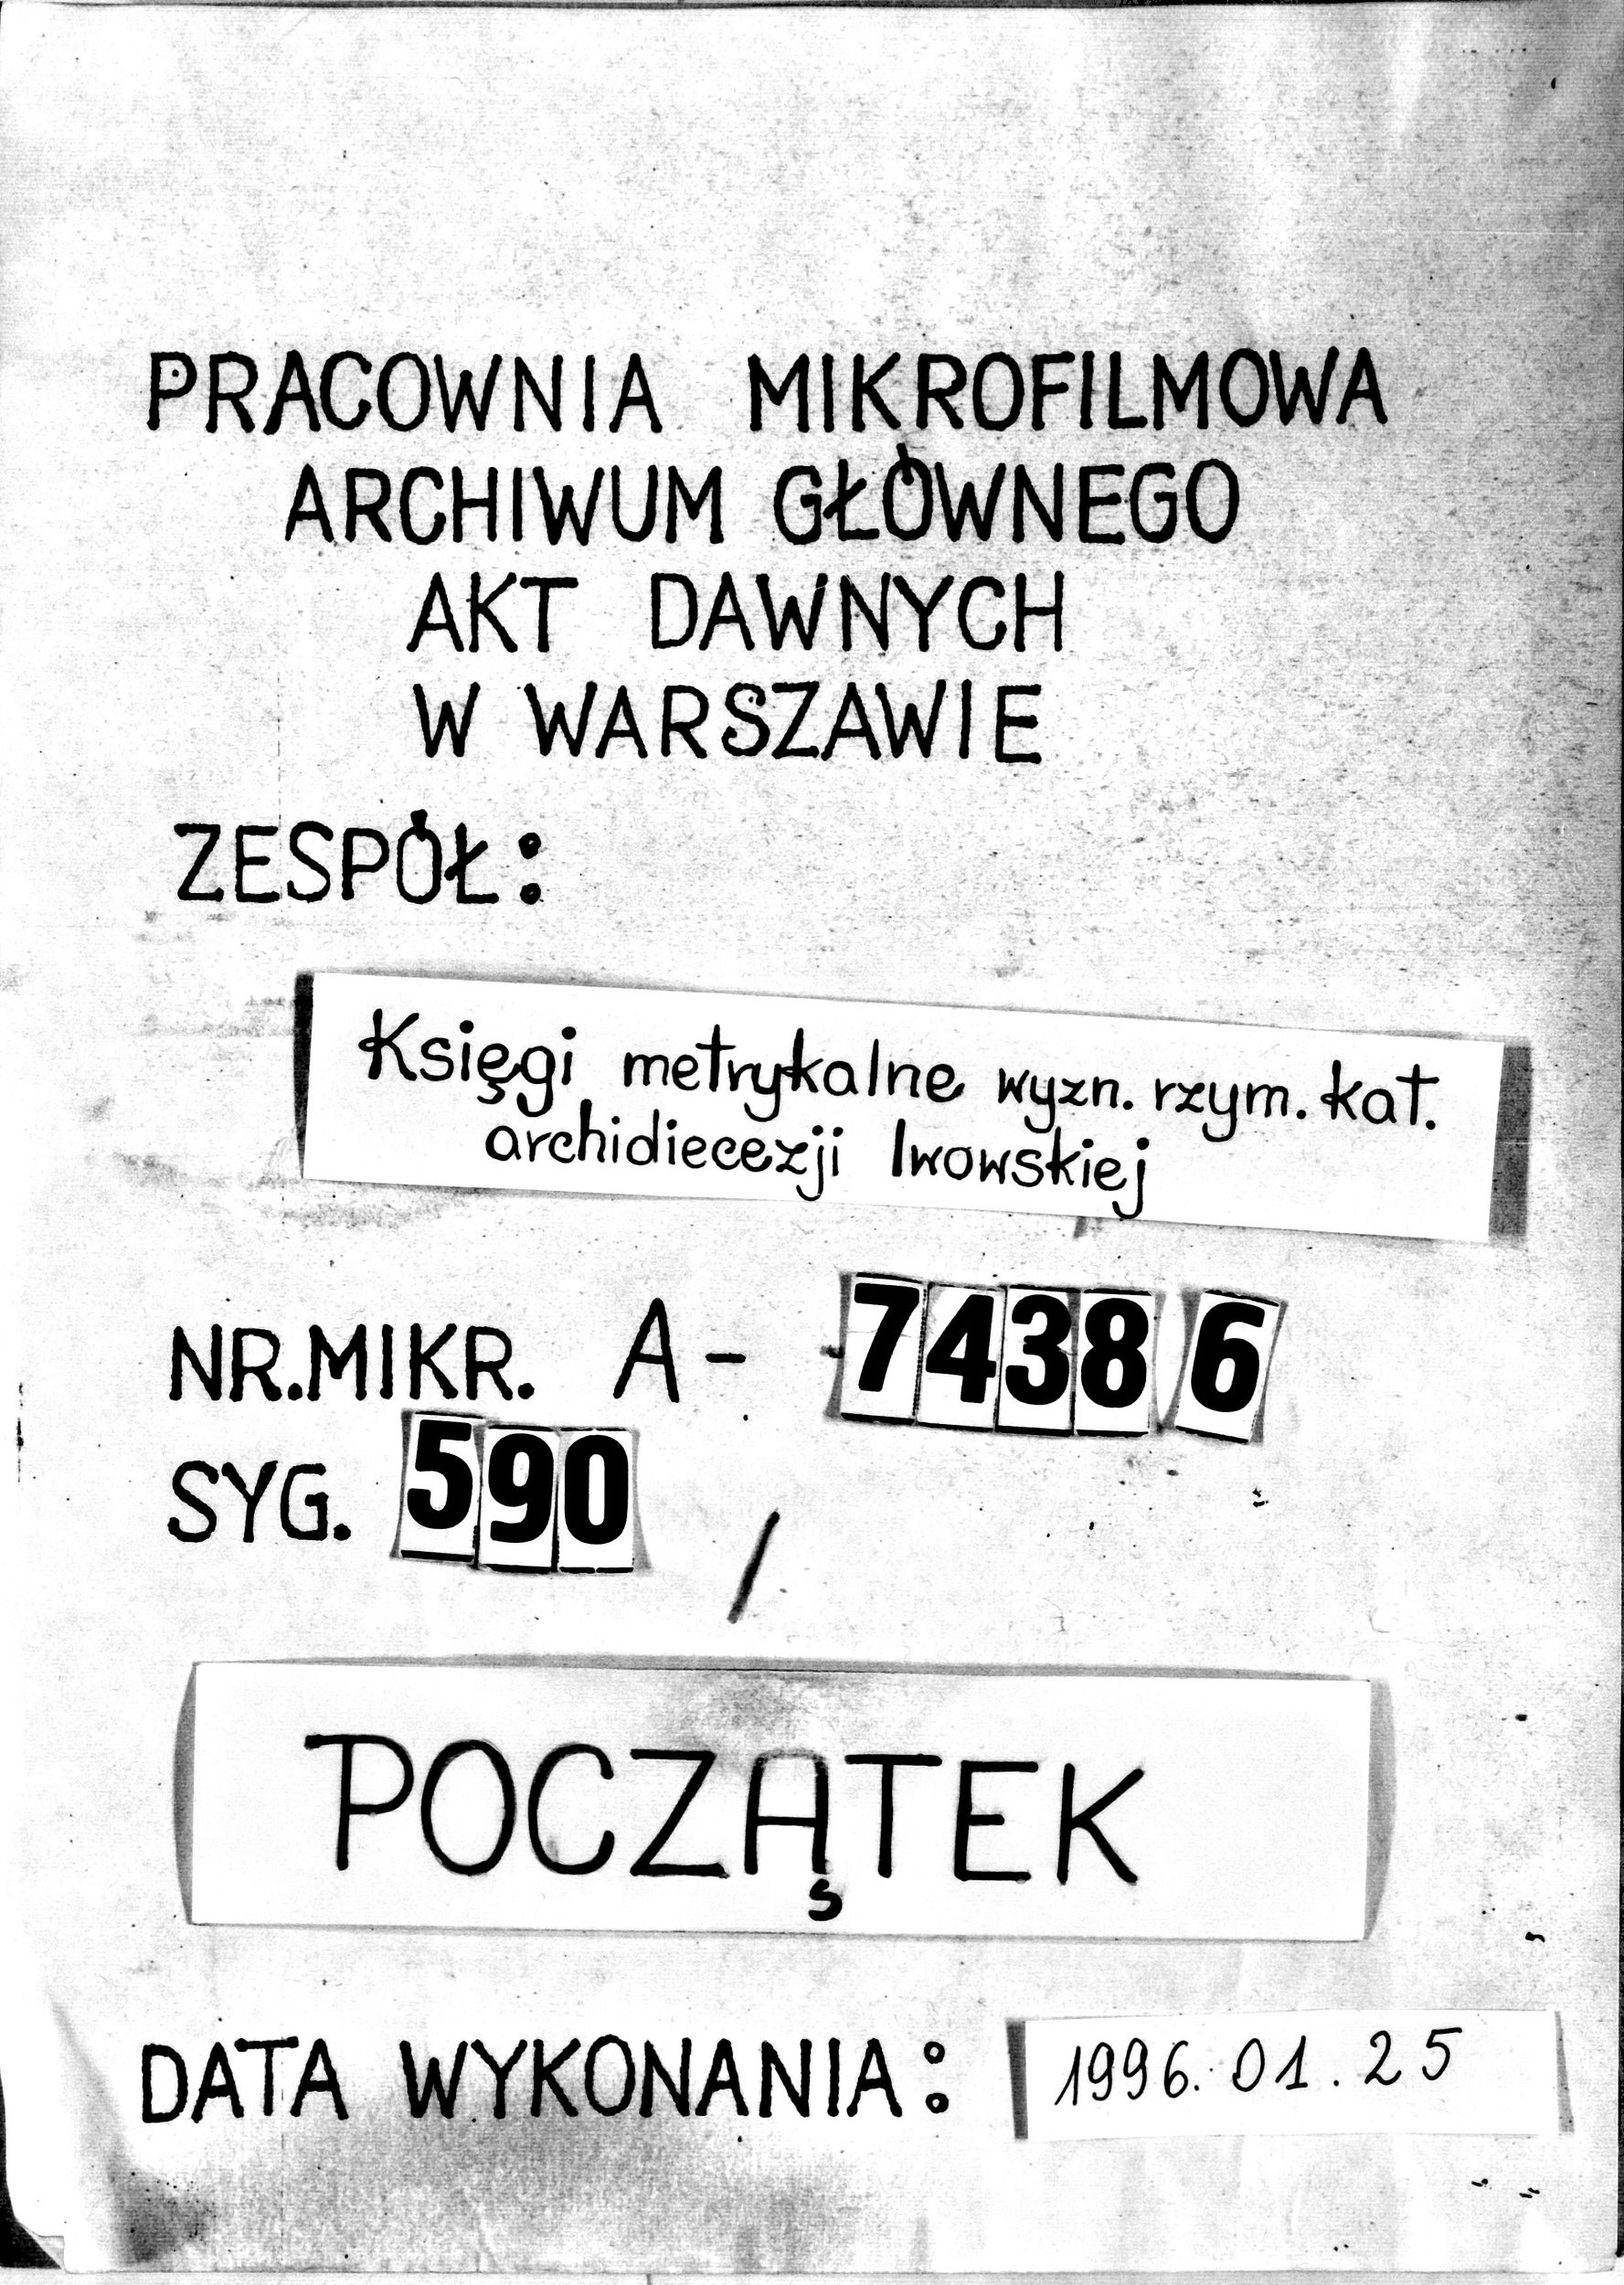 PRACOWNIA MIKROFILMOWA
ARCHIWUM GŁÓWNEGO
AKT DAWNYCH
W WARSZAWIE
ZESPÓŁ:
Księgi metrykalne wyzn. rzym. kat.
archidiecezji lwowskiej
NR.MIKR. A- 74386
SYG. 590
/
POCZĄTEK
DATA WYKONANIA: 1996.01.25